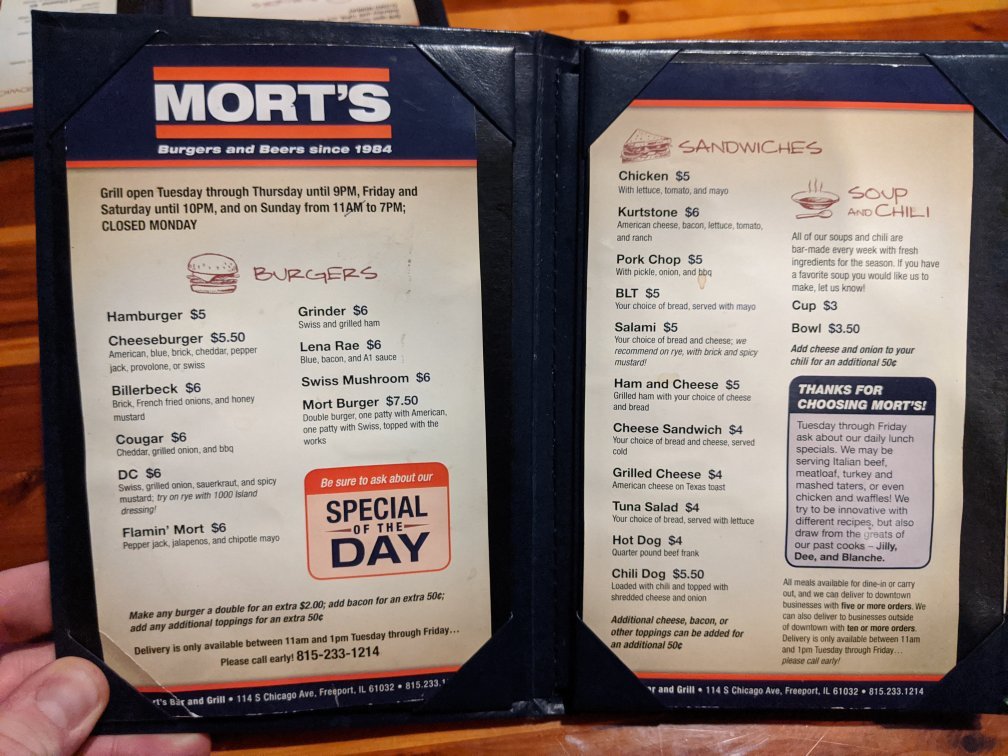 MORT'S
Burgers and Beers since 1984
Grill open Tuesday through Thursday until 9PM, Friday and
Saturday until 10PM, and on Sunday from 11AM to 7PM;
CLOSED MONDAY
BURGERS
Hamburger $5
Cheeseburger $5.50
American, blue, brick, cheddar, pepper
jack, provolone, or swiss
Billerbeck $6
Brick, French fried onions, and honey
mustard
Cougar $6
Cheddar, grilled onion, and bbq
DC $6
Swiss, grilled onion, sauerkraut, and spicy
mustard; try on rye with 1000 Island
dressing!
Flamin' Mort $6
Pepper jack, jalapenos, and chipotle mayo
Grinder $6
Swiss and grilled ham
Lena Rae $6
Blue, bacon, and A1 sauce
Swiss Mushroom $6
Mort Burger $7.50
Double burger, one patty with American,
one patty with Swiss, topped with the
works
Be sure to ask about our
SPECIAL
OF THE
DAY
Make any burger a double for an extra $2.00; add bacon for an extra 50¢;
add any additional toppings for an extra 50¢
Delivery is only available between 11am and 1pm Tuesday through Friday...
Please call early! 815-233-1214
rt's Bar and Grill • 114 S Chicago Ave, Freeport, IL 61032 • 815.233.1
SANDWICHES
Chicken $5
With lettuce, tomato, and mayo
Kurtstone $6
American cheese, bacon, lettuce, tomato,
and ranch
Pork Chop $5
With pickle, onion, and bbq
BLT $5
Your choice of bread, served with mayo
Salami $5
Your choice of bread and cheese; we
recommend on rye, with brick and spicy
mustard!
Ham and Cheese $5
Grilled ham with your choice of cheese
and bread
Cheese Sandwich $4
Your choice of bread and cheese, served
cold
Grilled Cheese $4
American cheese on Texas toast
Tuna Salad $4
Your choice of bread, served with lettuce
Hot Dog $4
Quarter pound beef frank
Chili Dog $5.50
Loaded with chili and topped with
shredded cheese and onion
Additional cheese, bacon, or
other toppings can be added for
an additional 50¢
SOUP
AND CHILI
All of our soups and chili are
bar-made every week with fresh
ingredients for the season. If you have
a favorite soup you would like us to
make, let us know!
Cup $3
Bowl $3.50
Add cheese and onion to your
chili for an additional 50¢
THANKS FOR
CHOOSING MORT'S!
Tuesday through Friday
ask about our daily lunch
specials. We may be
serving Italian beef,
meatloaf, turkey and
mashed taters, or even
chicken and waffles! We
try to be innovative with
different recipes, but also
draw from the greats of
our past cooks – Jilly,
Dee, and Blanche.
All meals available for dine-in or carry
out, and we can deliver to downtown
businesses with five or more orders. We
can also deliver to businesses outside
of downtown with ten or more orders.
Delivery is only available between 11am
and 1pm Tuesday through Friday...
please call early!
ar and Grill • 114 S Chicago Ave, Freeport, IL 61032 • 815.233.1214